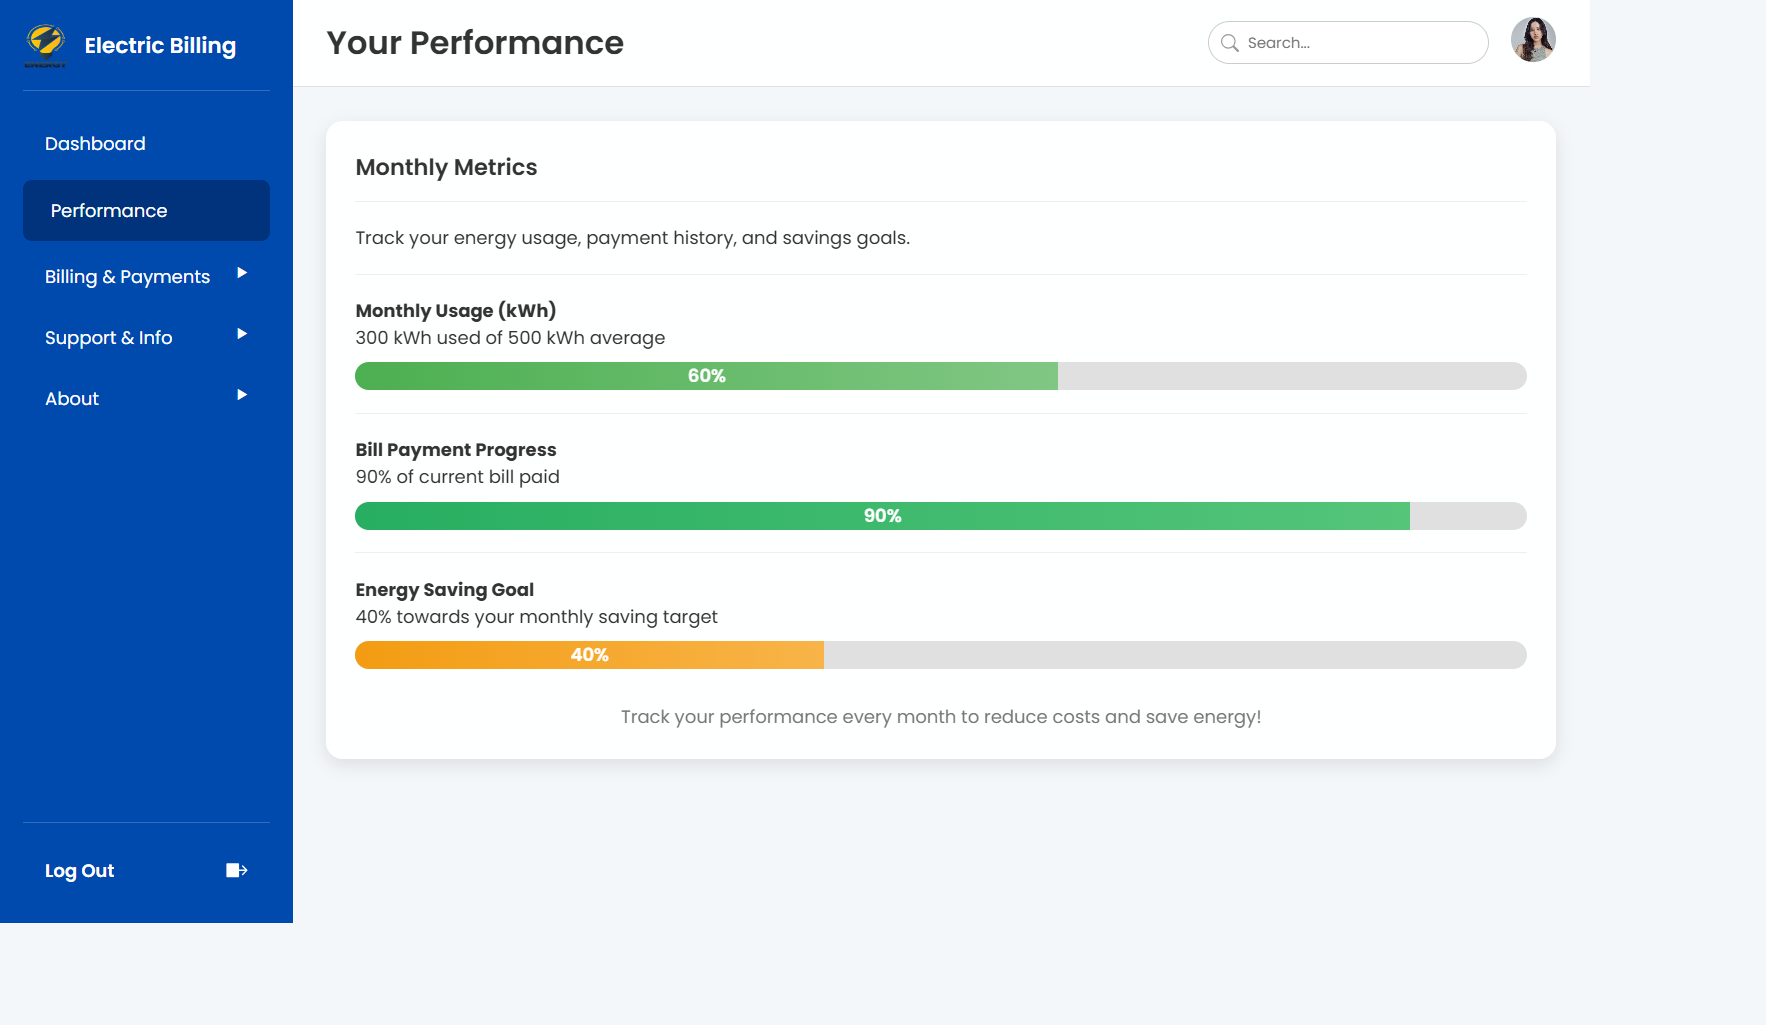 Electric Billing
Your Performance
Search...
Dashboard
Performance
Billing & Payments
Support & Info
About
Log Out
Monthly Metrics
Track your energy usage, payment history, and savings goals.
Monthly Usage (kWh)
300 kWh used of 500 kWh average
60%
Bill Payment Progress
90% of current bill paid
90%
Energy Saving Goal
40% towards your monthly saving target
40%
Track your performance every month to reduce costs and save energy!